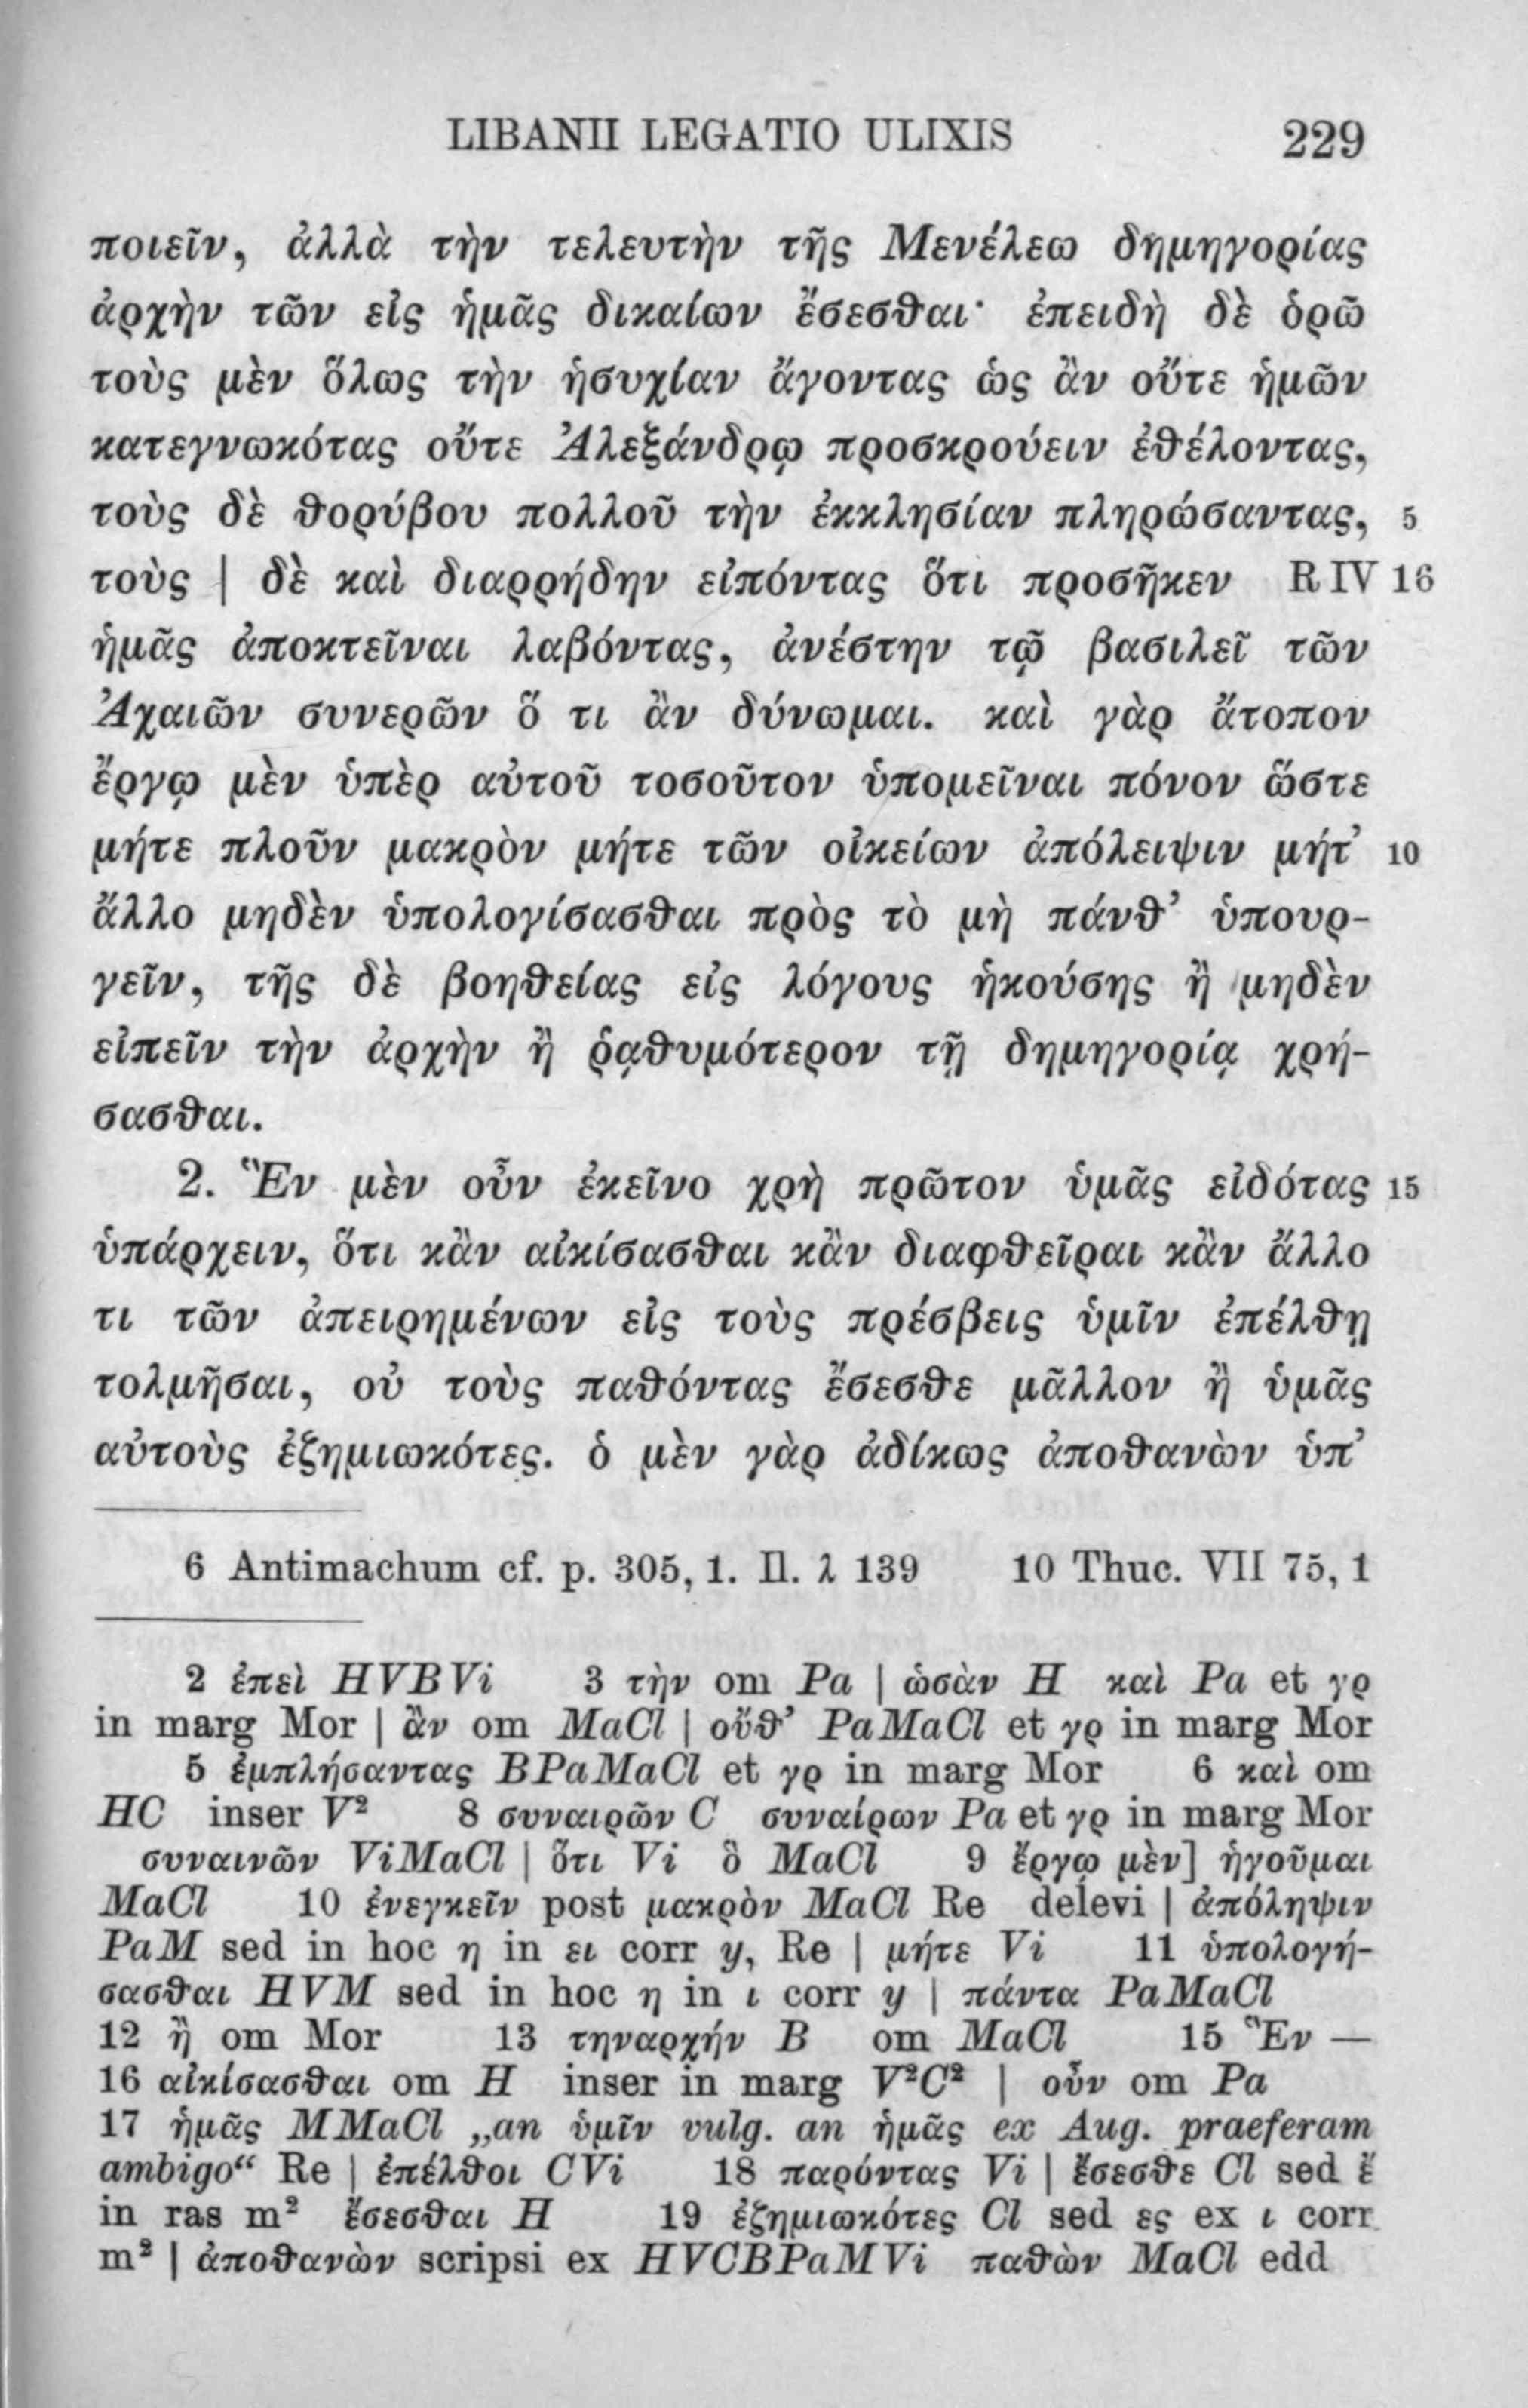 LIBANII LEGATIO ULIXIS 229
ποιεῖν, ἀλλὰ τὴν τελευτὴν τῆς Μενέλεω δημηγορίας
ἀρχὴν τῶν εἰς ἡμᾶς δικαίων ἔσεσθαι· ἐπειδὴ δὲ ὁρῶ
τοὺς μὲν ὅλως τὴν ἡσυχίαν ἄγοντας ὡς ἂν οὔτε ἡμῶν
κατεγνωκότας οὔτε Ἀλεξάνδρῳ προσκρούειν ἐθέλοντας,
τοὺς δὲ θορύβου πολλοῦ τὴν ἐκκλησίαν πληρώσαντας, 5
τοὺς | δὲ καὶ διαρρήδην εἰπόντας ὅτι προσῆκεν R IV 16
ἡμᾶς ἀποκτεῖναι λαβόντας, ἀνέστην τῷ βασιλεῖ τῶν
Ἀχαιῶν συνερῶν ὅ τι ἂν δύνωμαι. καὶ γὰρ ἄτοπον
ἔργῳ μὲν ὑπὲρ αὐτοῦ τοσοῦτον ὑπομεῖναι πόνον ὥστε
μήτε πλοῦν μακρὸν μήτε τῶν οἰκείων ἀπόλειψιν μήτ’ 10
ἄλλο μηδὲν ὑπολογίσασθαι πρὸς τὸ μὴ πάνθ’ ὑπουρ-
γεῖν, τῆς δὲ βοηθείας εἰς λόγους ἡκούσης ἢ μηδὲν
εἰπεῖν τὴν ἀρχὴν ἢ ῥᾳθυμότερον τῇ δημηγορίᾳ χρή-
σασθαι.
2. Ἓν μὲν οὖν ἐκεῖνο χρὴ πρῶτον ὑμᾶς εἰδότας 15
ὑπάρχειν, ὅτι κἂν αἰκίσασθαι κἂν διαφθεῖραι κἂν ἄλλο
τι τῶν ἀπειρημένων εἰς τοὺς πρέσβεις ὑμῖν ἐπέλθῃ
τολμῆσαι, οὐ τοὺς παθόντας ἔσεσθε μᾶλλον ἢ ὑμᾶς
αὐτοὺς ἐζημιωκότες. ὁ μὲν γὰρ ἀδίκως ἀποθανὼν ὑπ’
6 Antimachum cf. p. 305, 1. Il. λ 139 10 Thuc. VII 75, 1
2 ἐπεὶ HVBVi 3 τὴν om Pa | ὡσὰν H καὶ Pa et γρ
in marg Mor | ἂν om MaCl | οὔθ’ PaMaCl et γρ in marg Mor
5 ἐμπλήσαντας BPaMaCl et γρ in marg Mor 6 καὶ om
HC inser V² 8 συναιρῶν C συναίρων Pa et γρ in marg Mor
συναινῶν ViMaCl | ὅτι Vi ὃ MaCl 9 ἔργῳ μὲν] ἡγοῦμαι
MaCl 10 ἐνεγκεῖν post μακρὸν MaCl Re delevi | ἀπόληψιν
PaM sed in hoc η in ει corr y, Re | μήτε Vi 11 ὑπολογή-
σασθαι HVM sed in hoc η in ι corr y | πάντα PaMaCl
12 ἢ om Mor 13 τηναρχήν B om MaCl 15 Ἓν —
16 αἰκίσασθαι om H inser in marg V²C² | οὖν om Pa
17 ἡμᾶς MMaCl „an ὑμῖν vulg. an ἡμᾶς ex Aug. praeferam
ambigo“ Re | ἐπέλθοι CVi 18 παρόντας Vi | ἔσεσθε Cl sed ἔ
in ras m² ἔσεσθαι H 19 ἐζημιωκότες Cl sed ες ex ι corr
m² | ἀποθανὼν scripsi ex HVCBPaMVi παθὼν MaCl edd